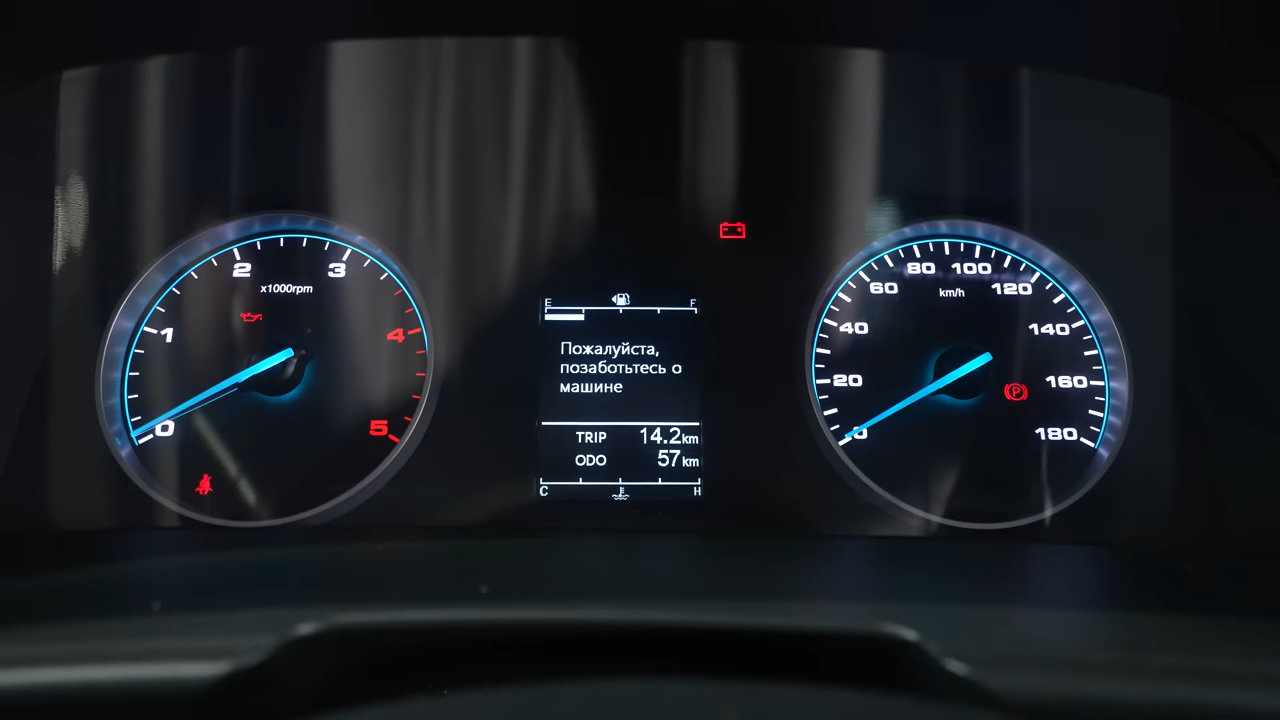 2 3
x1000rpm
1 4
0 5
E F
Пожалуйста,
позаботьтесь о
машине
TRIP 14.2km
ODO 57km
C H
80 100
60 120
km/h
40 140
20 160
P
0 180